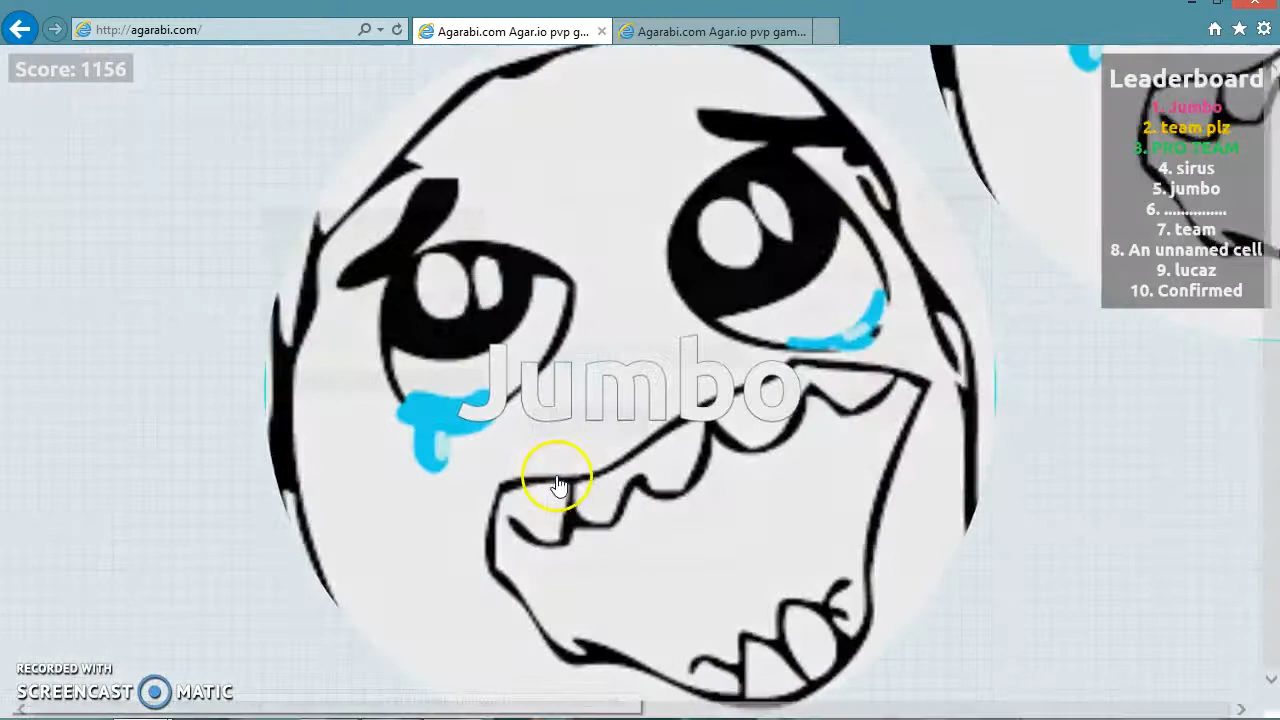 http://agarabi.com/
Agarabi.com Agar.io pvp g...
Agarabi.com Agar.io pvp gam...
Score: 1156
Leaderboard
1. Jumbo
2. team plz
3. PRO TEAM
4. sirus
5. jumbo
6. ...............
7. team
8. An unnamed cell
9. lucaz
10. Confirmed
Jumbo
RECORDED WITH
SCREENCAST MATIC